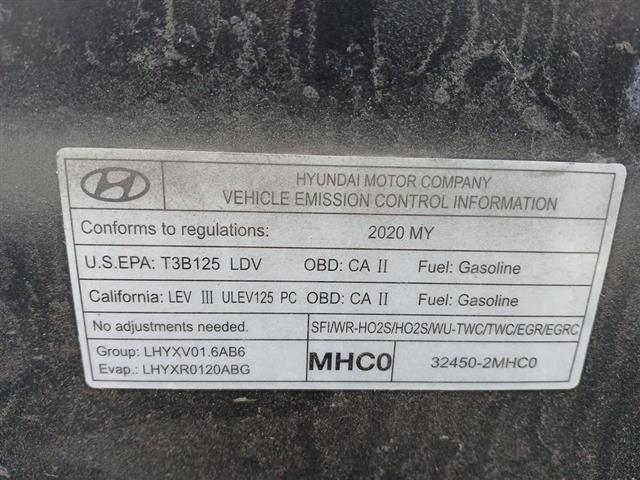 HYUNDAI MOTOR COMPANY
VEHICLE EMISSION CONTROL INFORMATION
Conforms to regulations: 2020 MY
U.S.EPA: T3B125 LDV OBD: CA II Fuel: Gasoline
California: LEV III ULEV125 PC OBD: CA II Fuel: Gasoline
No adjustments needed. SFI/WR-HO2S/HO2S/WU-TWC/TWC/EGR/EGRC
Group: LHYXV01.6AB6
Evap.: LHYXR0120ABG
MHC0 32450-2MHC0